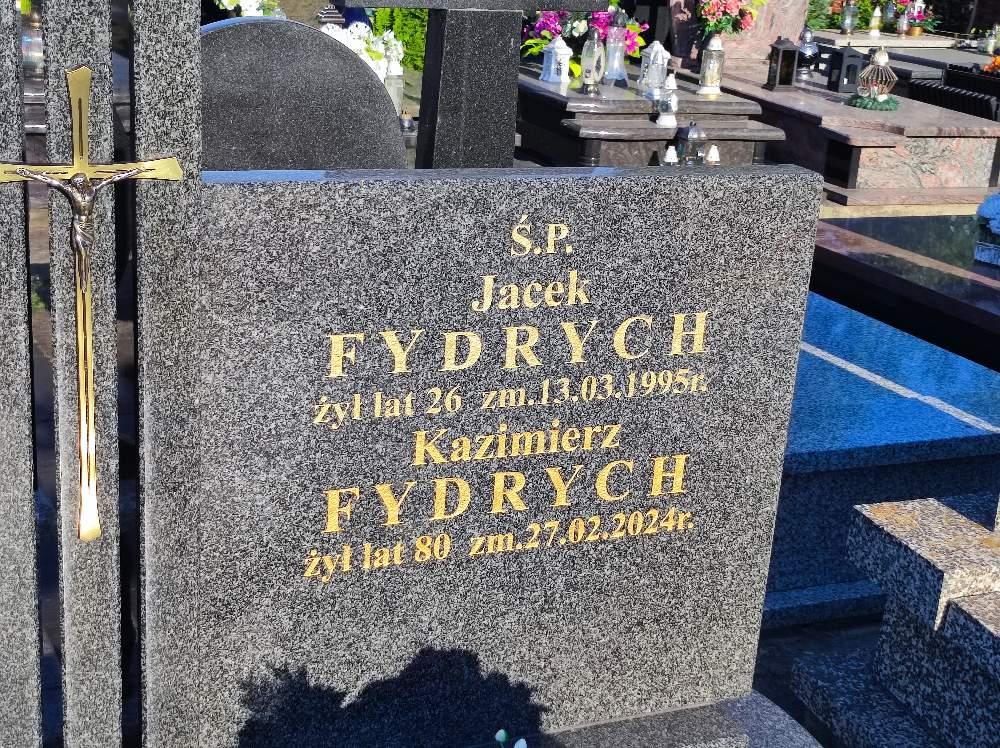 Ś.P.
Jacek
FYDRYCH
żył lat 26 zm.13.03.1995r.
Kazimierz
FYDRYCH
żył lat 80 zm.27.02.2024r.